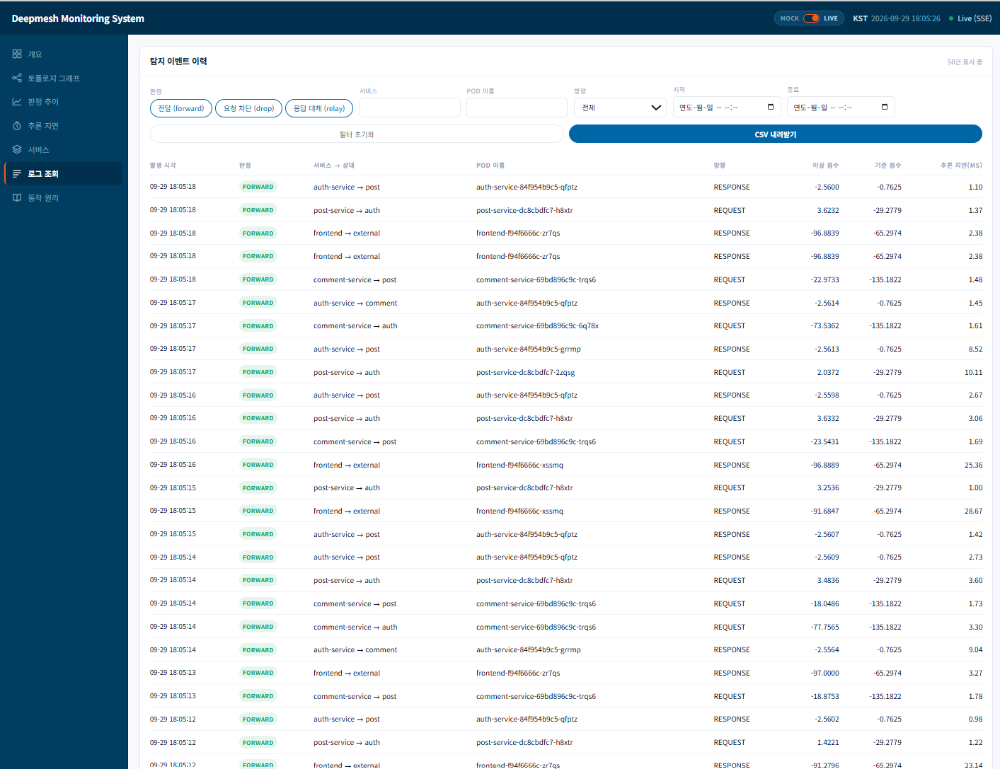 Deepmesh Monitoring System
MOCK LIVE KST 2026-09-29 18:05:26 Live (SSE)
개요
토폴로지 그래프
판정 추이
추론 지연
서비스
로그 조회
동작 원리
탐지 이벤트 이력 50건 표시 중
판정 서비스 POD 이름 방향 시작 종료
전달 (forward) 요청 차단 (drop) 응답 대체 (relay) 전체 연도-월-일 -- --:-- 연도-월-일 -- --:--
필터 초기화 CSV 내려받기
발생 시각 판정 서비스 → 상대 POD 이름 방향 이상 점수 기준 점수 추론 지연(MS)
09-29 18:05:18 FORWARD auth-service → post auth-service-84f954b9c5-qfptz RESPONSE -2.5600 -0.7625 1.10
09-29 18:05:18 FORWARD post-service → auth post-service-dc8cbdfc7-h8xtr REQUEST 3.6232 -29.2779 1.37
09-29 18:05:18 FORWARD frontend → external frontend-f94f6666c-zr7qs RESPONSE -96.8839 -65.2974 2.38
09-29 18:05:18 FORWARD frontend → external frontend-f94f6666c-zr7qs RESPONSE -96.8839 -65.2974 2.38
09-29 18:05:18 FORWARD comment-service → post comment-service-69bd896c9c-trqs6 REQUEST -22.9733 -135.1822 1.48
09-29 18:05:17 FORWARD auth-service → comment auth-service-84f954b9c5-qfptz RESPONSE -2.5614 -0.7625 1.45
09-29 18:05:17 FORWARD comment-service → auth comment-service-69bd896c9c-6q78x REQUEST -73.5362 -135.1822 1.61
09-29 18:05:17 FORWARD auth-service → post auth-service-84f954b9c5-grrmp RESPONSE -2.5613 -0.7625 8.52
09-29 18:05:17 FORWARD post-service → auth post-service-dc8cbdfc7-2zqsg REQUEST 2.0372 -29.2779 10.11
09-29 18:05:16 FORWARD auth-service → post auth-service-84f954b9c5-qfptz RESPONSE -2.5598 -0.7625 2.67
09-29 18:05:16 FORWARD post-service → auth post-service-dc8cbdfc7-h8xtr REQUEST 3.6332 -29.2779 3.06
09-29 18:05:16 FORWARD comment-service → post comment-service-69bd896c9c-trqs6 REQUEST -23.5431 -135.1822 1.69
09-29 18:05:16 FORWARD frontend → external frontend-f94f6666c-xssmq RESPONSE -96.8889 -65.2974 25.36
09-29 18:05:15 FORWARD post-service → auth post-service-dc8cbdfc7-h8xtr REQUEST 3.2536 -29.2779 1.00
09-29 18:05:15 FORWARD frontend → external frontend-f94f6666c-xssmq RESPONSE -91.6847 -65.2974 28.67
09-29 18:05:15 FORWARD auth-service → post auth-service-84f954b9c5-qfptz RESPONSE -2.5607 -0.7625 1.42
09-29 18:05:14 FORWARD auth-service → post auth-service-84f954b9c5-qfptz RESPONSE -2.5609 -0.7625 2.73
09-29 18:05:14 FORWARD post-service → auth post-service-dc8cbdfc7-h8xtr REQUEST 3.4836 -29.2779 3.60
09-29 18:05:14 FORWARD comment-service → post comment-service-69bd896c9c-trqs6 REQUEST -18.0486 -135.1822 1.73
09-29 18:05:14 FORWARD comment-service → auth comment-service-69bd896c9c-trqs6 REQUEST -77.7565 -135.1822 3.30
09-29 18:05:14 FORWARD auth-service → comment auth-service-84f954b9c5-grrmp RESPONSE -2.5564 -0.7625 9.04
09-29 18:05:13 FORWARD frontend → external frontend-f94f6666c-zr7qs RESPONSE -97.0000 -65.2974 3.27
09-29 18:05:13 FORWARD comment-service → post comment-service-69bd896c9c-trqs6 REQUEST -18.8753 -135.1822 1.78
09-29 18:05:12 FORWARD auth-service → post auth-service-84f954b9c5-qfptz RESPONSE -2.5602 -0.7625 0.98
09-29 18:05:12 FORWARD post-service → auth post-service-dc8cbdfc7-h8xtr REQUEST 1.4221 -29.2779 1.22
09-29 18:05:12 FORWARD frontend → external frontend-f94f6666c-zr7qs RESPONSE -91.2796 -65.2974 23.14